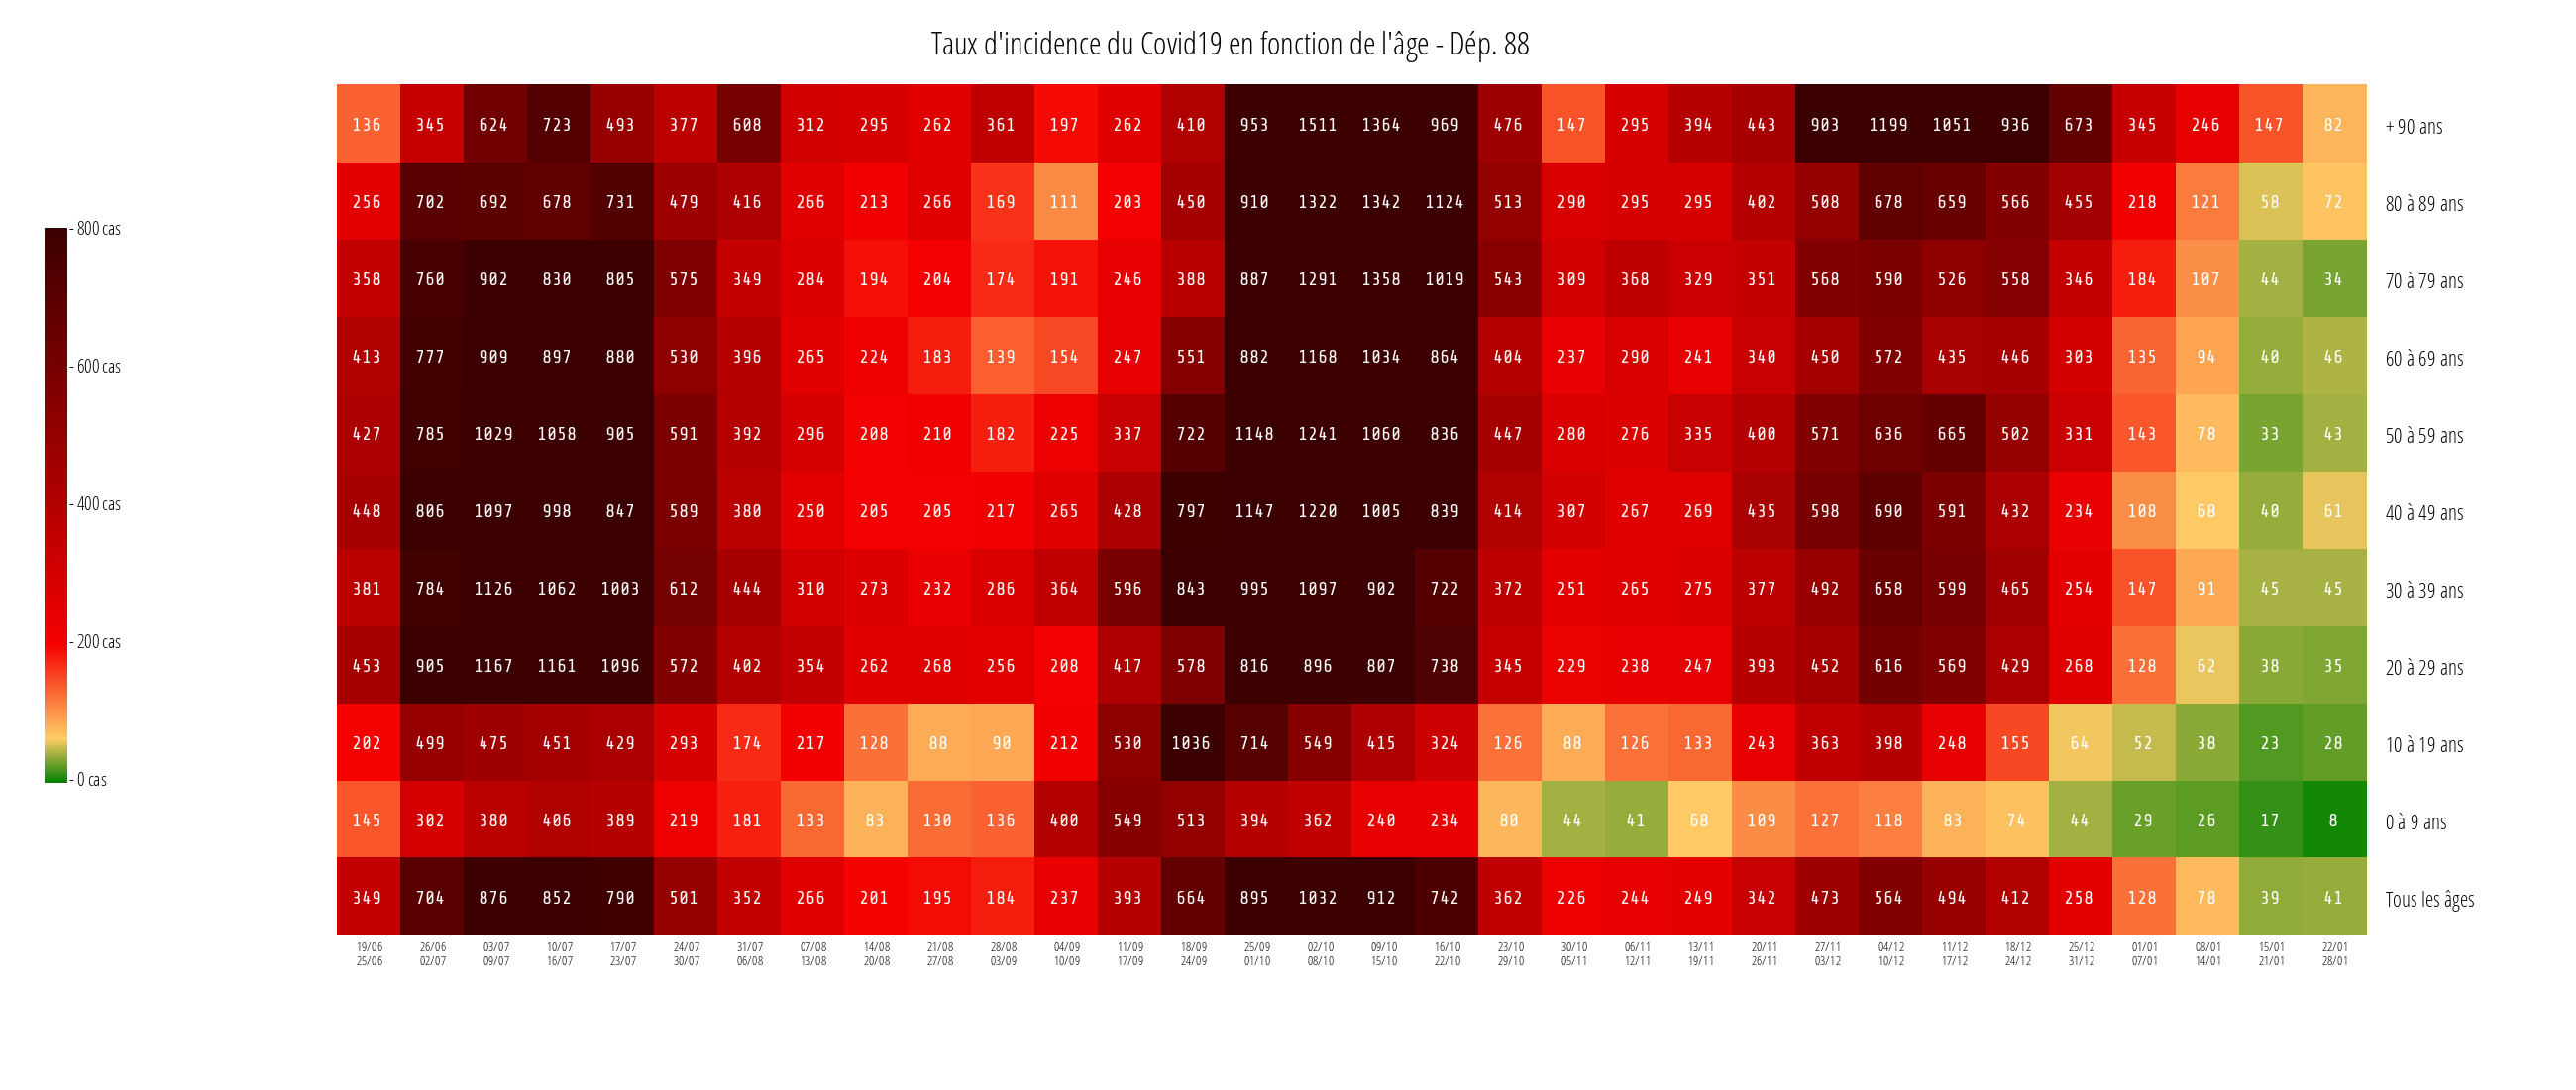 Taux d'incidence du Covid19 en fonction de l'âge - Dép. 88
136 345 624 723 493 377 608 312 295 262 361 197 262 410 953 1511 1364 969 476 147 295 394 443 903 1199 1051 936 673 345 246 147 82 + 90 ans
256 702 692 678 731 479 416 266 213 266 169 111 203 450 910 1322 1342 1124 513 290 295 295 402 508 678 659 566 455 218 121 58 72 80 à 89 ans
- 800 cas
358 760 902 830 805 575 349 284 194 204 174 191 246 388 887 1291 1358 1019 543 309 368 329 351 568 590 526 558 346 184 107 44 34 70 à 79 ans
413 777 909 897 880 530 396 265 224 183 139 154 247 551 882 1168 1034 864 404 237 290 241 340 450 572 435 446 303 135 94 40 46 60 à 69 ans
- 600 cas
427 785 1029 1058 905 591 392 296 208 210 182 225 337 722 1148 1241 1060 836 447 280 276 335 400 571 636 665 502 331 143 78 33 43 50 à 59 ans
- 400 cas
448 806 1097 998 847 589 380 250 205 205 217 265 428 797 1147 1220 1005 839 414 307 267 269 435 598 690 591 432 234 108 68 40 61 40 à 49 ans
381 784 1126 1062 1003 612 444 310 273 232 286 364 596 843 995 1097 902 722 372 251 265 275 377 492 658 599 465 254 147 91 45 45 30 à 39 ans
- 200 cas
453 905 1167 1161 1096 572 402 354 262 268 256 208 417 578 816 896 807 738 345 229 238 247 393 452 616 569 429 268 128 62 38 35 20 à 29 ans
202 499 475 451 429 293 174 217 128 88 90 212 530 1036 714 549 415 324 126 88 126 133 243 363 398 248 155 64 52 38 23 28 10 à 19 ans
- 0 cas
145 302 380 406 389 219 181 133 83 130 136 400 549 513 394 362 240 234 80 44 41 68 109 127 118 83 74 44 29 26 17 8 0 à 9 ans
349 704 876 852 790 501 352 266 201 195 184 237 393 664 895 1032 912 742 362 226 244 249 342 473 564 494 412 258 128 78 39 41 Tous les âges
19/06 26/06 03/07 10/07 17/07 24/07 31/07 07/08 14/08 21/08 28/08 04/09 11/09 18/09 25/09 02/10 09/10 16/10 23/10 30/10 06/11 13/11 20/11 27/11 04/12 11/12 18/12 25/12 01/01 08/01 15/01 22/01
25/06 02/07 09/07 16/07 23/07 30/07 06/08 13/08 20/08 27/08 03/09 10/09 17/09 24/09 01/10 08/10 15/10 22/10 29/10 05/11 12/11 19/11 26/11 03/12 10/12 17/12 24/12 31/12 07/01 14/01 21/01 28/01